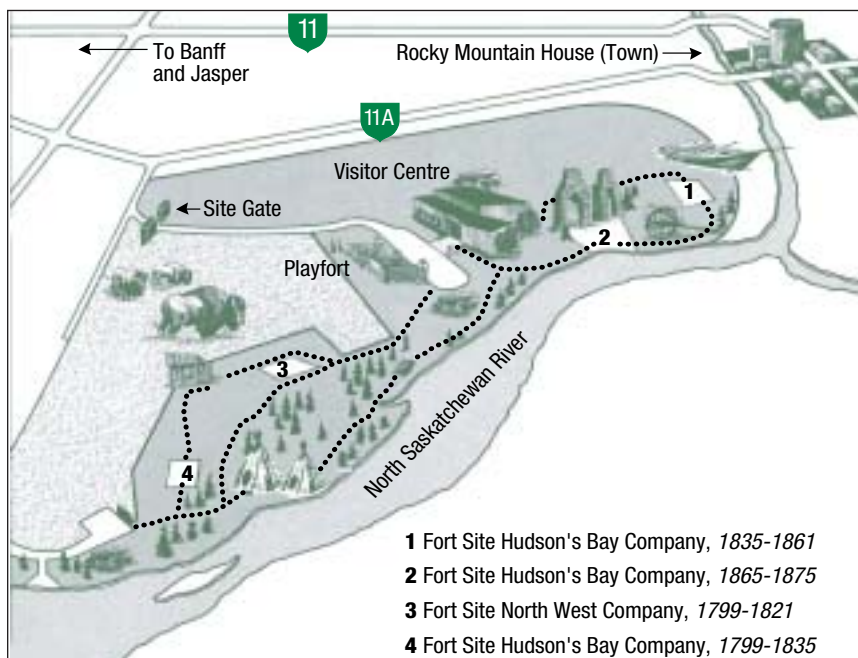 11
To Banff
and Jasper
Rocky Mountain House (Town)
11A
Visitor Centre
1
Site Gate
2
Playfort
3
North Saskatchewan River
4
1 Fort Site Hudson's Bay Company, 1835-1861
2 Fort Site Hudson's Bay Company, 1865-1875
3 Fort Site North West Company, 1799-1821
4 Fort Site Hudson's Bay Company, 1799-1835